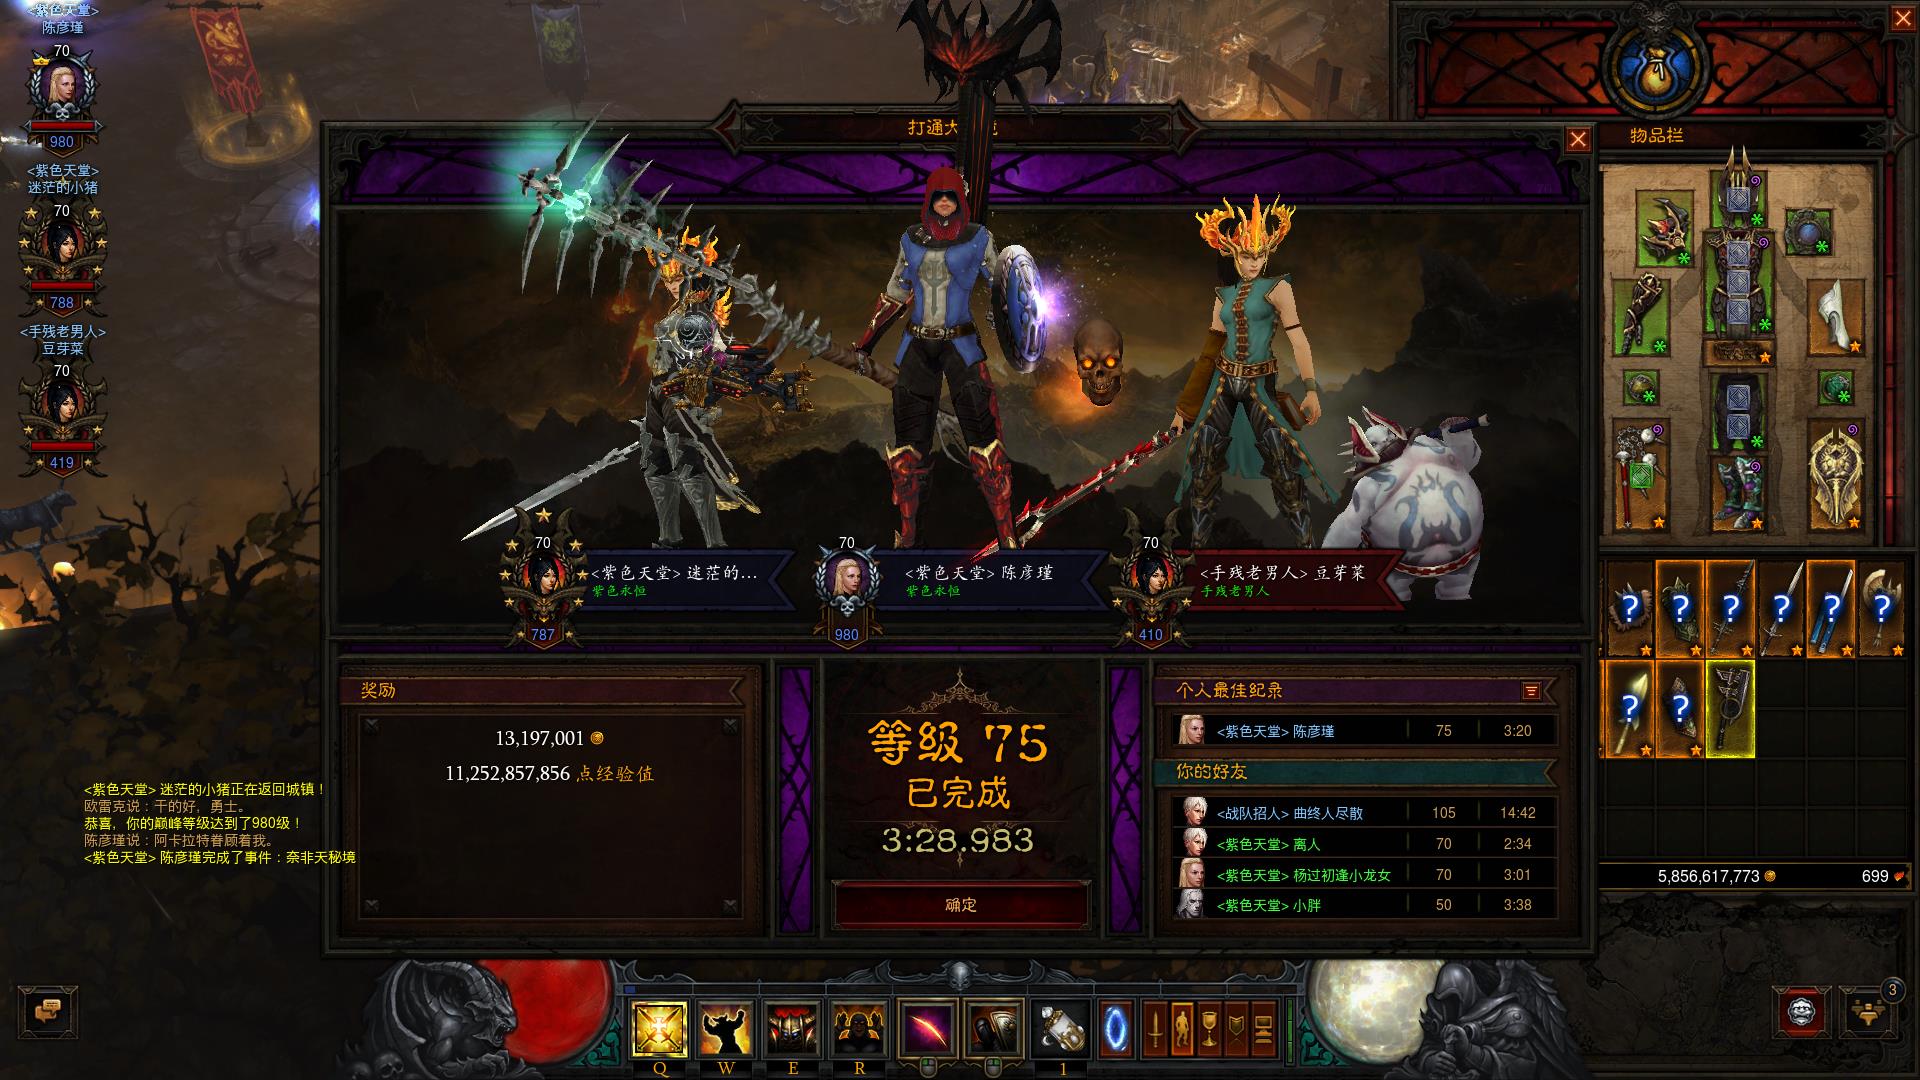 <紫色天堂>
陈彦瑾
70
980
<紫色天堂>
迷茫的小猪
70
788
<手残老男人>
豆芽菜
70
419
打通大
物品栏
70
<紫色天堂> 迷茫的...
紫色永恒
787
70
<紫色天堂> 陈彦瑾
紫色永恒
980
70
<手残老男人> 豆芽菜
手残老男人
410
奖励
13,197,001
11,252,857,856 点经验值
等级 75
已完成
3:28.983
确定
个人最佳纪录
<紫色天堂> 陈彦瑾 75 3:20
你的好友
<战队招人> 曲终人尽散 105 14:42
<紫色天堂> 离人 70 2:34
<紫色天堂> 杨过初逢小龙女 70 3:01
<紫色天堂> 小胖 50 3:38
? ? ? ? ? ?
? ?
5,856,617,773 699
<紫色天堂> 迷茫的小猪正在返回城镇！
欧雷克说：干的好，勇士。
恭喜，你的巅峰等级达到了980级！
陈彦瑾说：阿卡拉特眷顾着我。
<紫色天堂> 陈彦瑾完成了事件：奈非天秘境
3
Q W E R 1